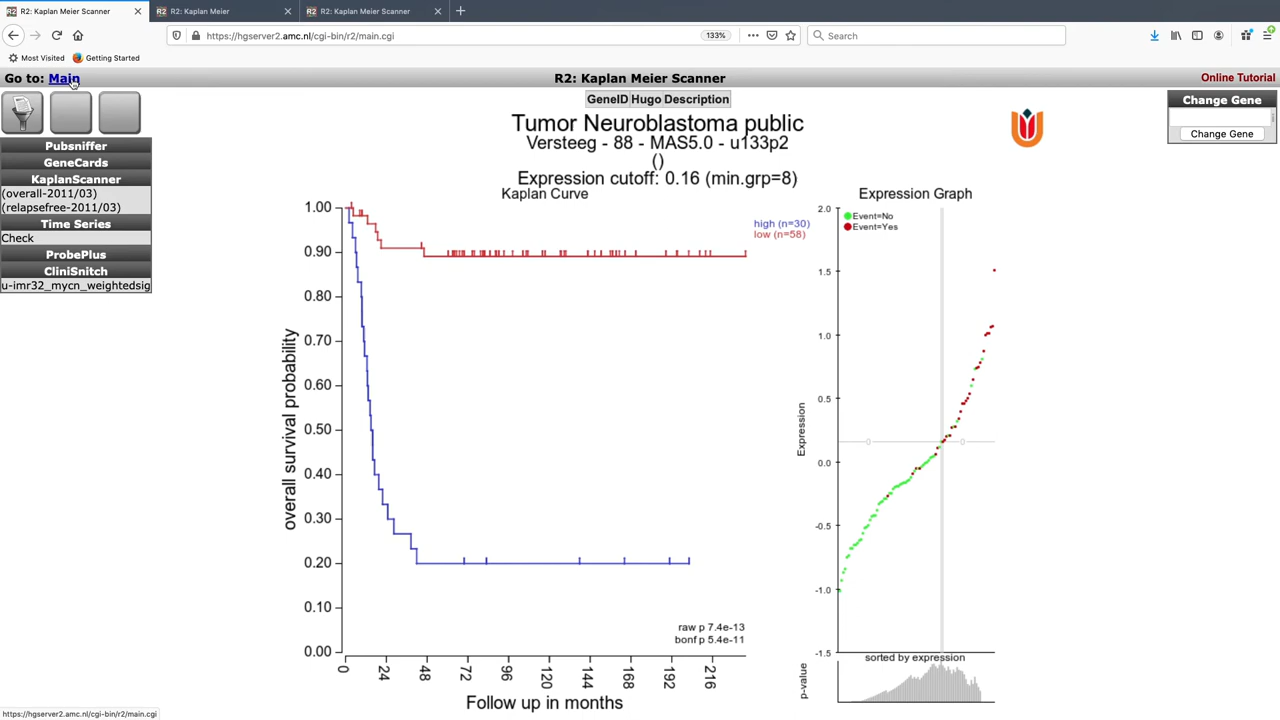 R2: Kaplan Meier Scanner
R2: Kaplan Meier
R2: Kaplan Meier Scanner
https://hgserver2.amc.nl/cgi-bin/r2/main.cgi
133%
Search
Most Visited
Getting Started
Go to: Main
R2: Kaplan Meier Scanner
Online Tutorial
Pubsniffer
GeneCards
KaplanScanner
(overall-2011/03)
(relapsefree-2011/03)
Time Series
Check
ProbePlus
CliniSnitch
u-imr32_mycn_weightedsig
GeneID Hugo Description
Tumor Neuroblastoma public
Versteeg - 88 - MAS5.0 - u133p2
()
Expression cutoff: 0.16 (min.grp=8)
Kaplan Curve
high (n=30)
low (n=58)
overall survival probability
1.00
0.90
0.80
0.70
0.60
0.50
0.40
0.30
0.20
0.10
0.00
raw p 7.4e-13
bonf p 5.4e-11
0 24 48 72 96 120 144 168 192 216
Follow up in months
Expression Graph
Event=No
Event=Yes
Expression
2.0
1.5
1.0
0.5
0.0
-0.5
-1.0
-1.5
0 0
sorted by expression
p-value
Change Gene
Change Gene
https://hgserver2.amc.nl/cgi-bin/r2/main.cgi